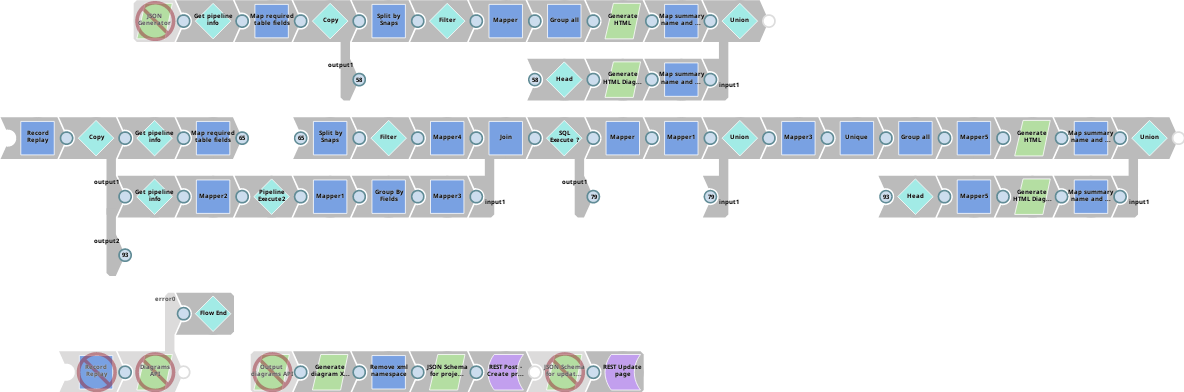 JSON Generator
Get pipeline info
Map required table fields
Copy
Split by Snaps
Filter
Mapper
Group all
Generate HTML
Map summary name and ...
Union
output1
58
58
Head
Generate HTML Diag...
Map summary name and ...
input1
Record Replay
Copy
Get pipeline info
Map required table fields
65
65
Split by Snaps
Filter
Mapper4
Join
SQL Execute ?
Mapper
Mapper1
Union
Mapper3
Unique
Group all
Mapper5
Generate HTML
Map summary name and ...
Union
output1
Get pipeline info
Mapper2
Pipeline Execute2
Mapper1
Group By Fields
Mapper3
input1
output1
79
79
input1
93
Head
Mapper5
Generate HTML Diag...
Map summary name and ...
input1
output2
93
error0
Flow End
Record Replay
Diagrams API
Output diagrams API
Generate diagram X...
Remove xml namespace
JSON Schema for proje...
REST Post - Create pr...
JSON Schema for updat...
REST Update page